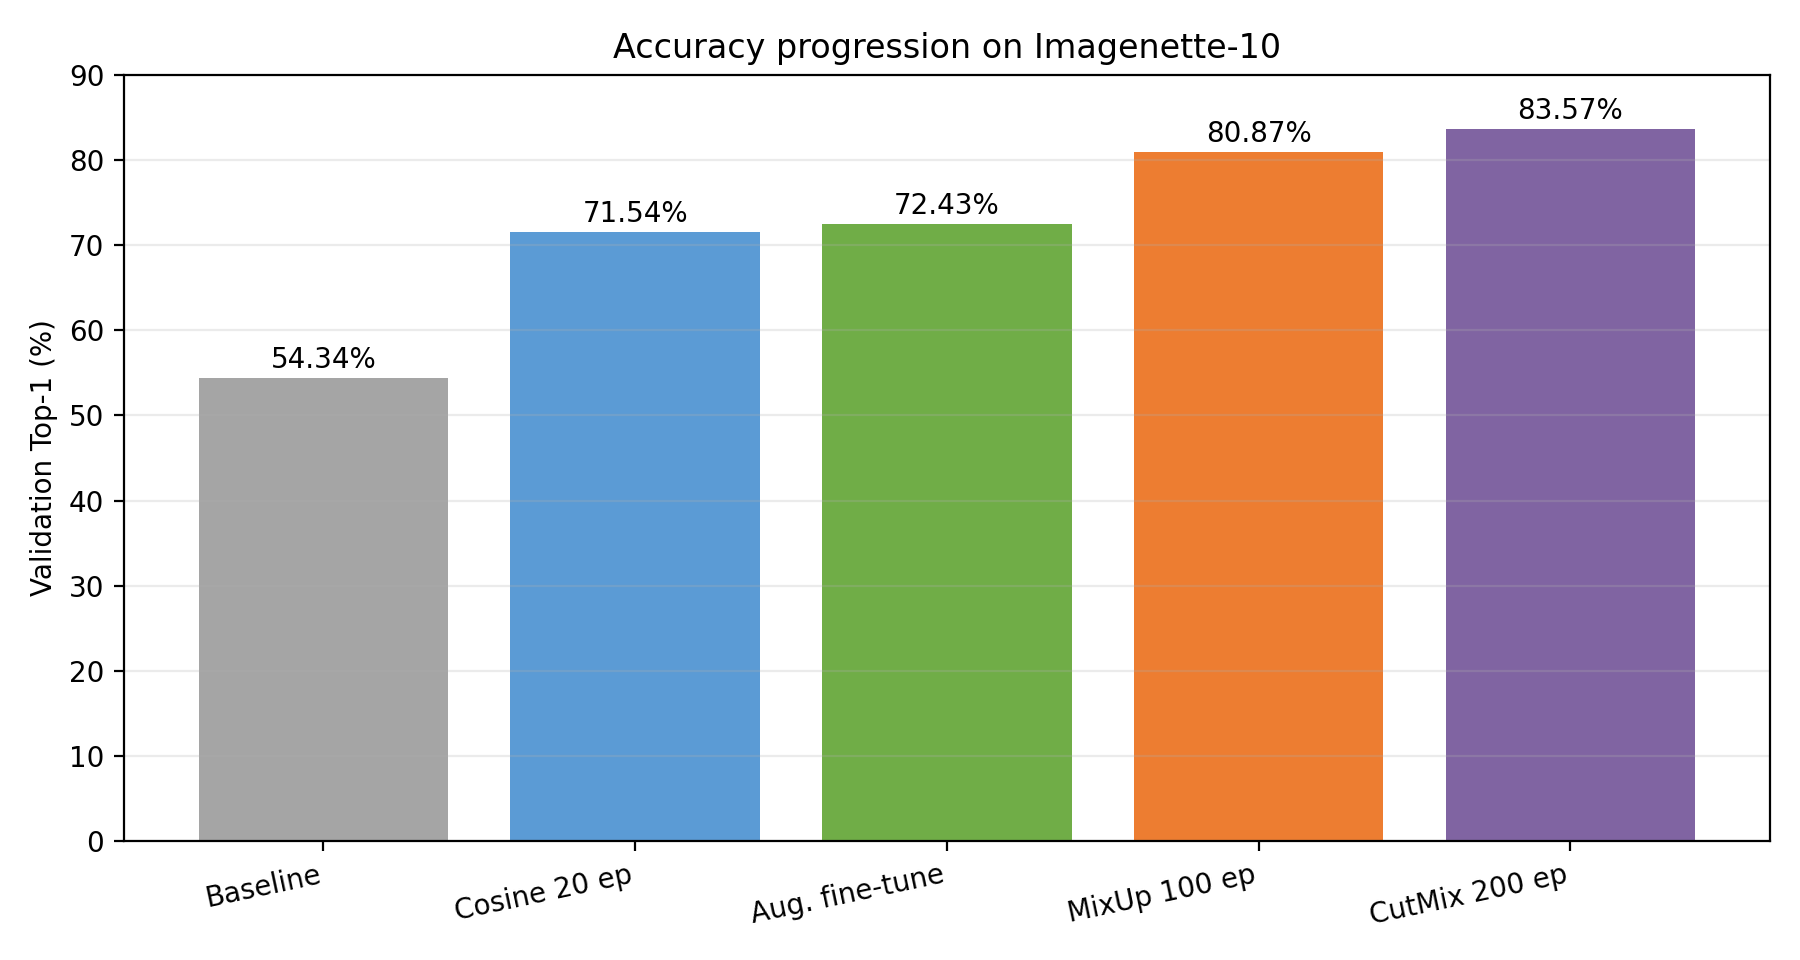 Accuracy progression on Imagenette-10
Validation Top-1 (%)
90
80
70
60
50
40
30
20
10
0
54.34%
71.54%
72.43%
80.87%
83.57%
Baseline
Cosine 20 ep
Aug. fine-tune
MixUp 100 ep
CutMix 200 ep